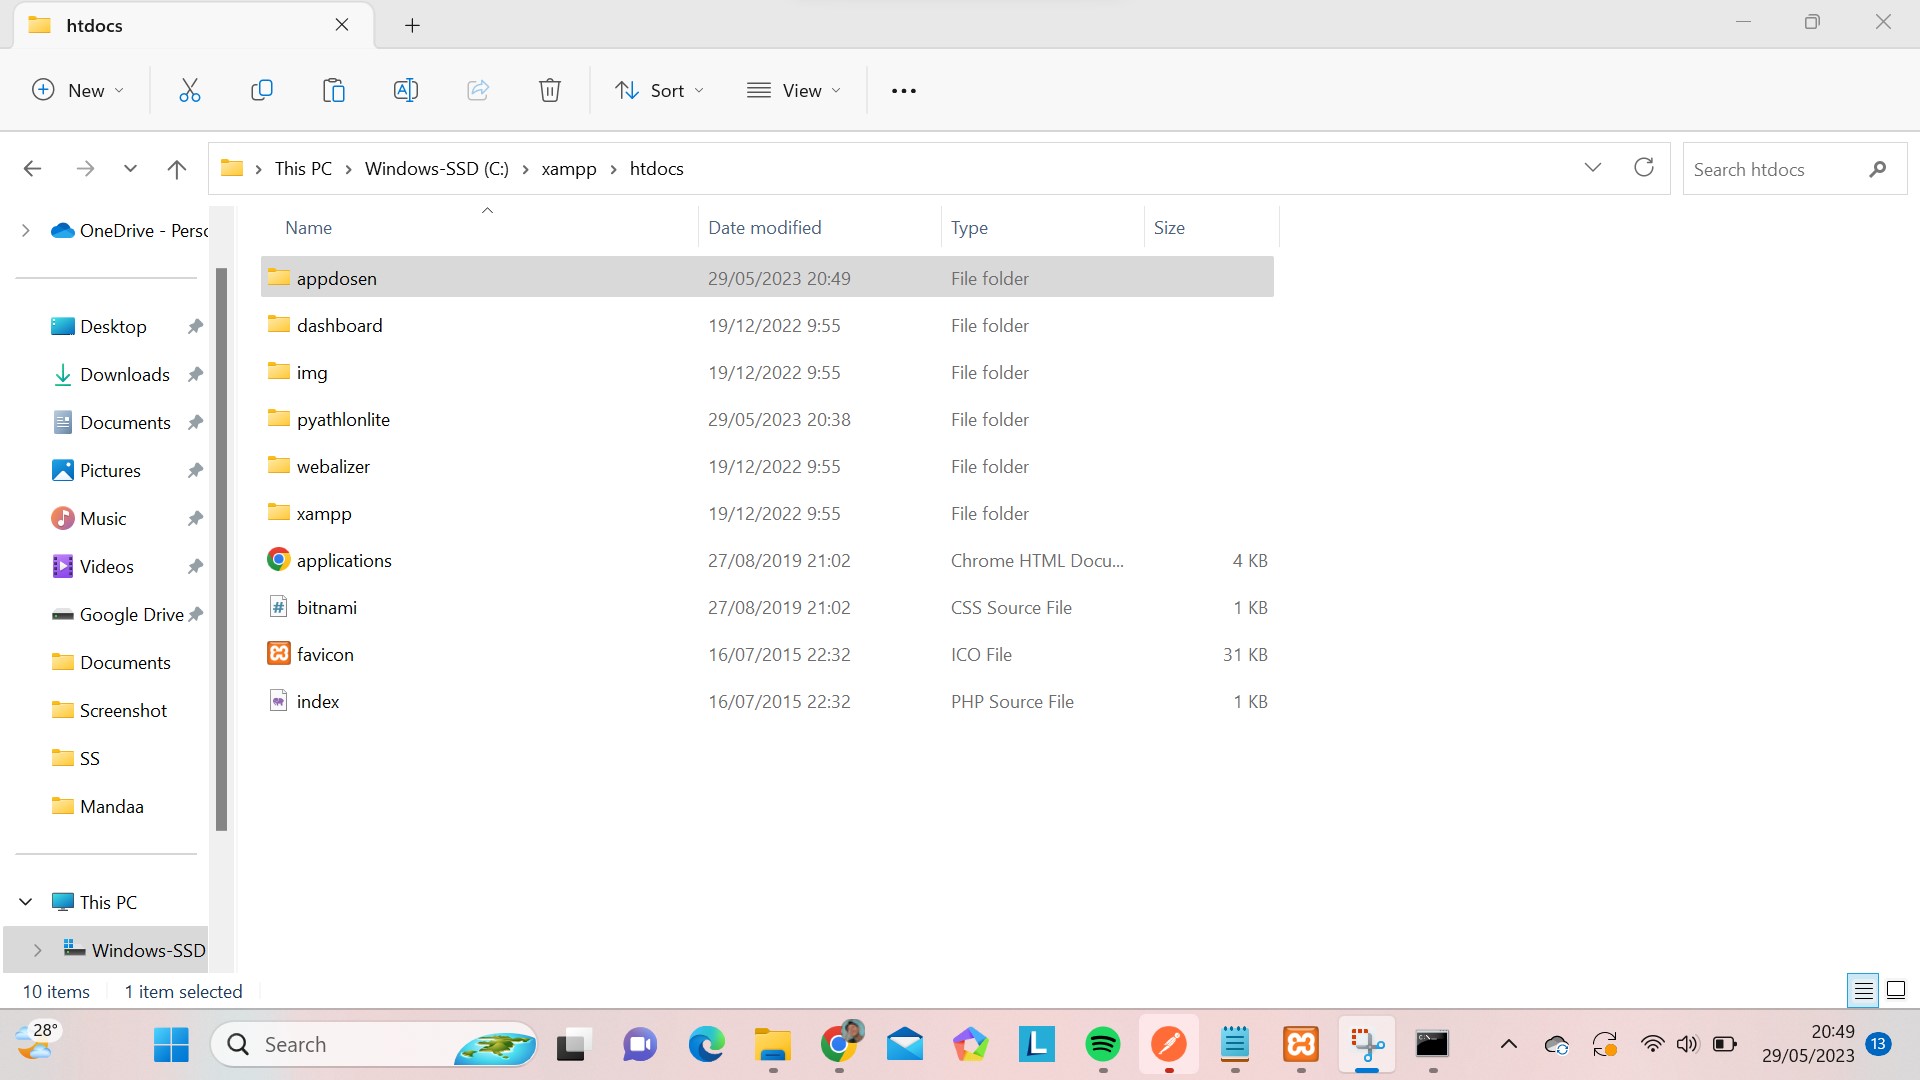 htdocs
New
Sort
View
This PC
Windows-SSD (C:)
xampp
htdocs
Search htdocs
OneDrive - Perso
Desktop
Downloads
Documents
Pictures
Music
Videos
Google Drive
Documents
Screenshot
SS
Mandaa
This PC
Windows-SSD
Name Date modified Type Size
appdosen 29/05/2023 20:49 File folder
dashboard 19/12/2022 9:55 File folder
img 19/12/2022 9:55 File folder
pyathlonlite 29/05/2023 20:38 File folder
webalizer 19/12/2022 9:55 File folder
xampp 19/12/2022 9:55 File folder
applications 27/08/2019 21:02 Chrome HTML Docu... 4 KB
bitnami 27/08/2019 21:02 CSS Source File 1 KB
favicon 16/07/2015 22:32 ICO File 31 KB
index 16/07/2015 22:32 PHP Source File 1 KB
10 items 1 item selected
28°
Search
L
20:49
29/05/2023
13